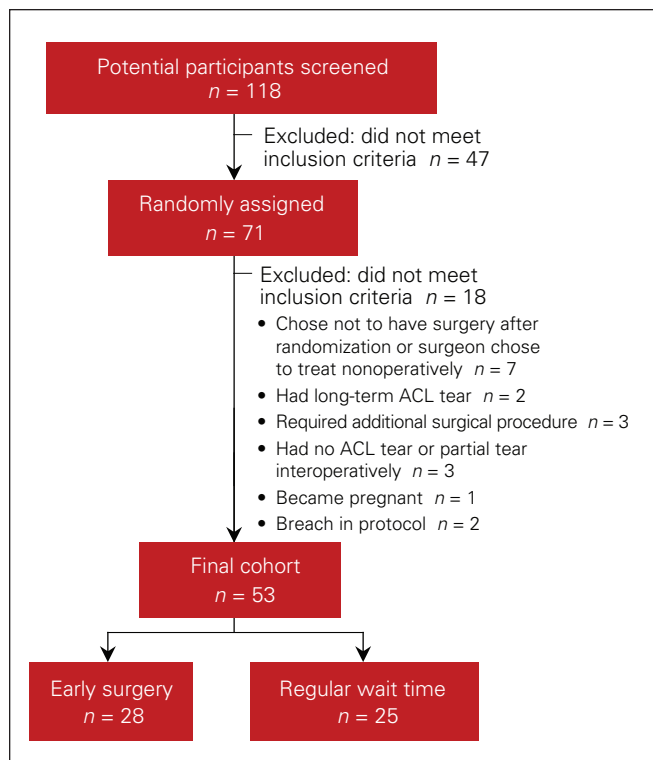 Potential participants screened
n = 118
Excluded: did not meet
inclusion criteria n = 47
Randomly assigned
n = 71
Excluded: did not meet
inclusion criteria n = 18
• Chose not to have surgery after
randomization or surgeon chose
to treat nonoperatively n = 7
• Had long-term ACL tear n = 2
• Required additional surgical procedure n = 3
• Had no ACL tear or partial tear
interoperatively n = 3
• Became pregnant n = 1
• Breach in protocol n = 2
Final cohort
n = 53
Early surgery
n = 28
Regular wait time
n = 25